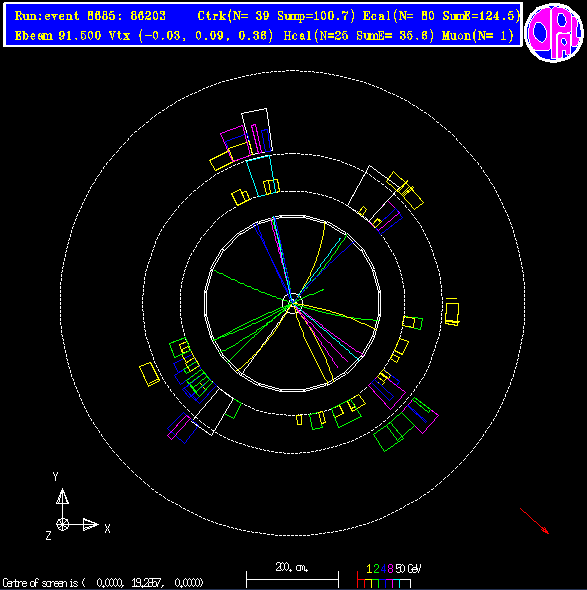 Run:event 8685: 86203 Ctrk(N= 39 Sump=100.7) Ecal(N= 80 SumE=124.5)
Ebeam 91.500 Vtx (-0.03, 0.09, 0.36) Hcal(N=25 SumE= 35.6) Muon(N= 1)
OPAL
Y
X
Z
200. cm.
1 2 4 8 50 GeV
Centre of screen is ( 0.0000, 19.2857, 0.0000)